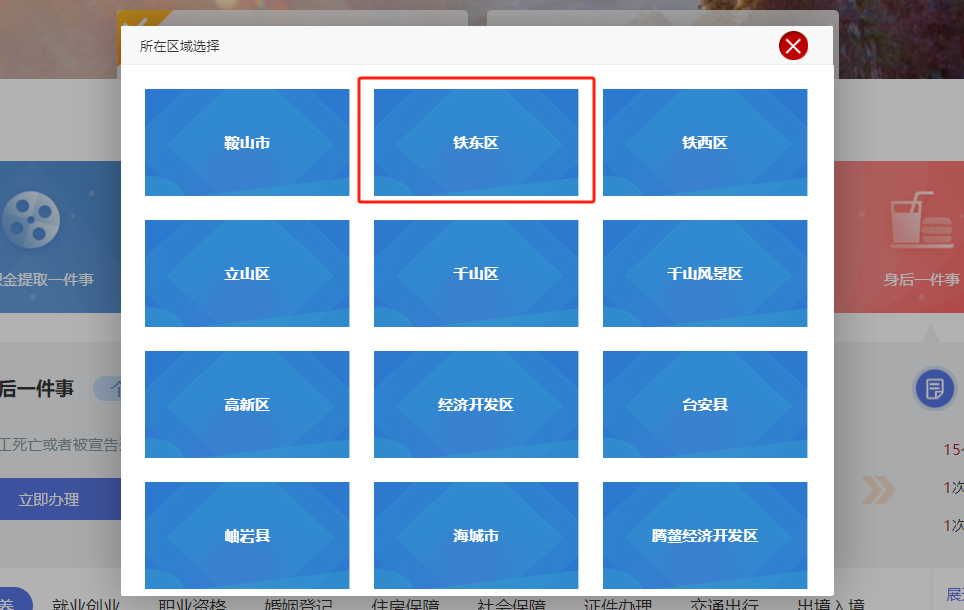 所在区域选择
鞍山市
铁东区
铁西区
立山区
千山区
千山风景区
金提取一件事
身后一件事
高新区
经济开发区
台安县
后一件事
个
工死亡或者被宣告
15个
1次
1次
立即办理
岫岩县
海城市
腾鳌经济开发区
就业创业
职业资格
婚姻登记
住房保障
社会保障
证件办理
交通出行
出境入境
展